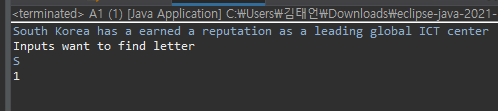 <terminated> A1 (1) [Java Application] C:₩Users₩김태언₩Downloads₩eclipse-java-2021-
South Korea has a earned a reputation as a leading global ICT center
Inputs want to find letter
S
1